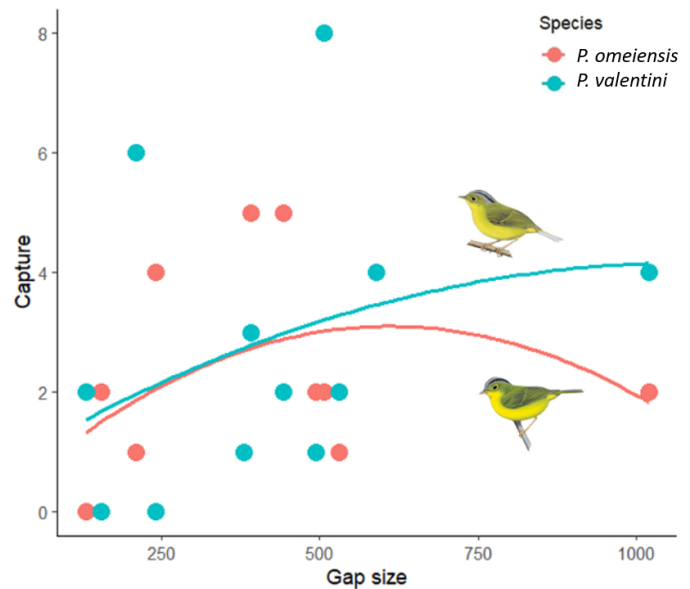 Species
P. omeiensis
P. valentini
8
6
4
2
0
Capture
250 500 750 1000
Gap size